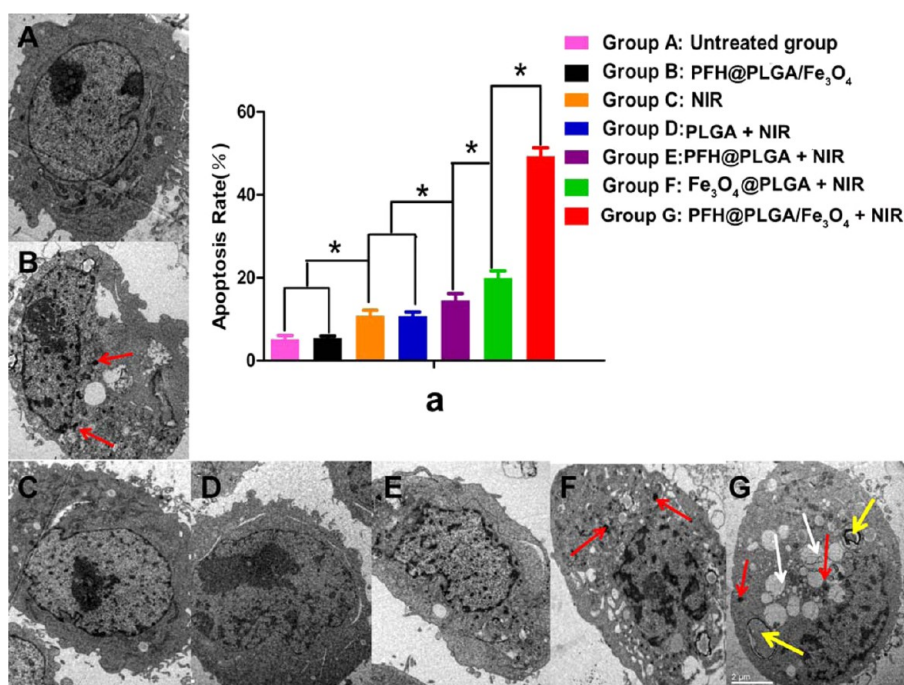 A
B
C
D
E
F
G
2 μm
Apoptosis Rate(%)
60
40
20
0
*
*
*
*
a
Group A: Untreated group
Group B: PFH@PLGA/Fe₃O₄
Group C: NIR
Group D:PLGA + NIR
Group E:PFH@PLGA + NIR
Group F: Fe₃O₄@PLGA + NIR
Group G: PFH@PLGA/Fe₃O₄ + NIR